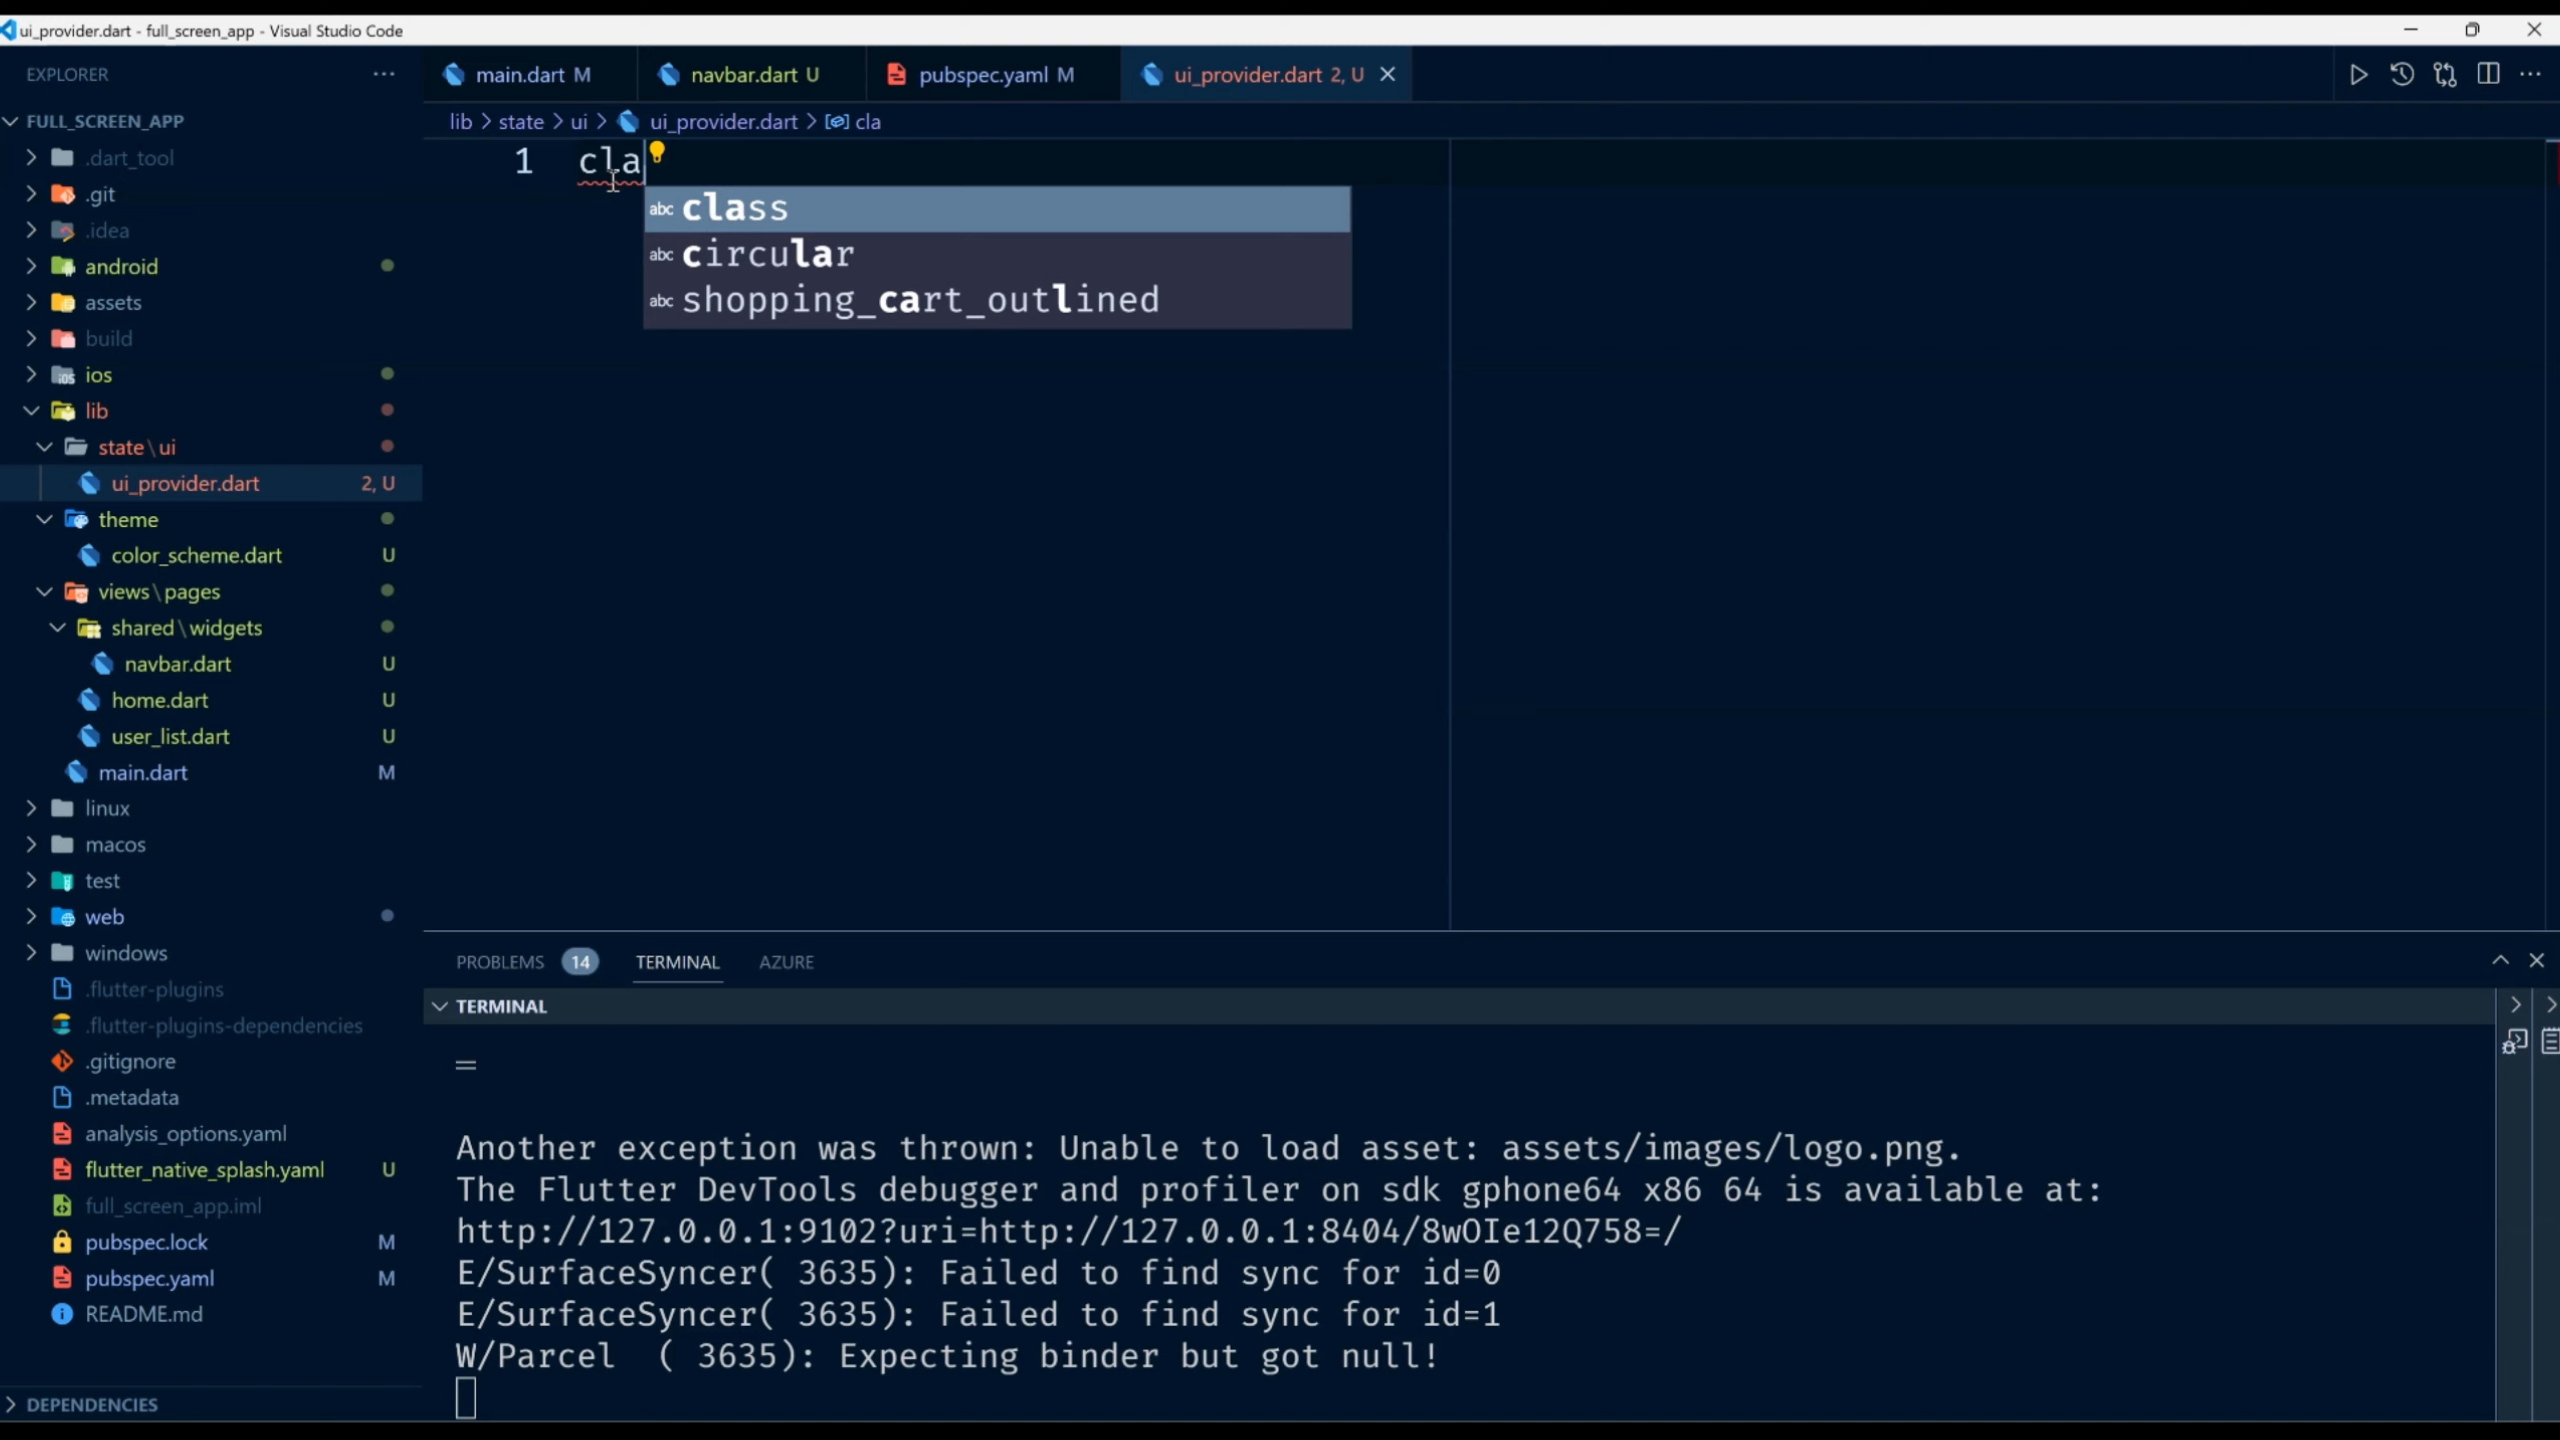 ui_provider.dart - full_screen_app - Visual Studio Code
EXPLORER
main.dart M
navbar.dart U
pubspec.yaml M
ui_provider.dart 2, U
FULL_SCREEN_APP
lib > state > ui > ui_provider.dart > cla
.dart_tool
.git
.idea
android
assets
build
ios
lib
state\ui
ui_provider.dart 2, U
theme
color_scheme.dart U
views\pages
shared\widgets
navbar.dart U
home.dart U
user_list.dart U
main.dart M
linux
macos
test
web
windows
.flutter-plugins
.flutter-plugins-dependencies
.gitignore
.metadata
analysis_options.yaml
flutter_native_splash.yaml U
full_screen_app.iml
pubspec.lock M
pubspec.yaml M
README.md
DEPENDENCIES
1 cla
abc class
abc circular
abc shopping_cart_outlined
PROBLEMS 14 TERMINAL AZURE
TERMINAL
=
Another exception was thrown: Unable to load asset: assets/images/logo.png.
The Flutter DevTools debugger and profiler on sdk gphone64 x86 64 is available at:
http://127.0.0.1:9102?uri=http://127.0.0.1:8404/8wOIe12Q758=/
E/SurfaceSyncer( 3635): Failed to find sync for id=0
E/SurfaceSyncer( 3635): Failed to find sync for id=1
W/Parcel  ( 3635): Expecting binder but got null!